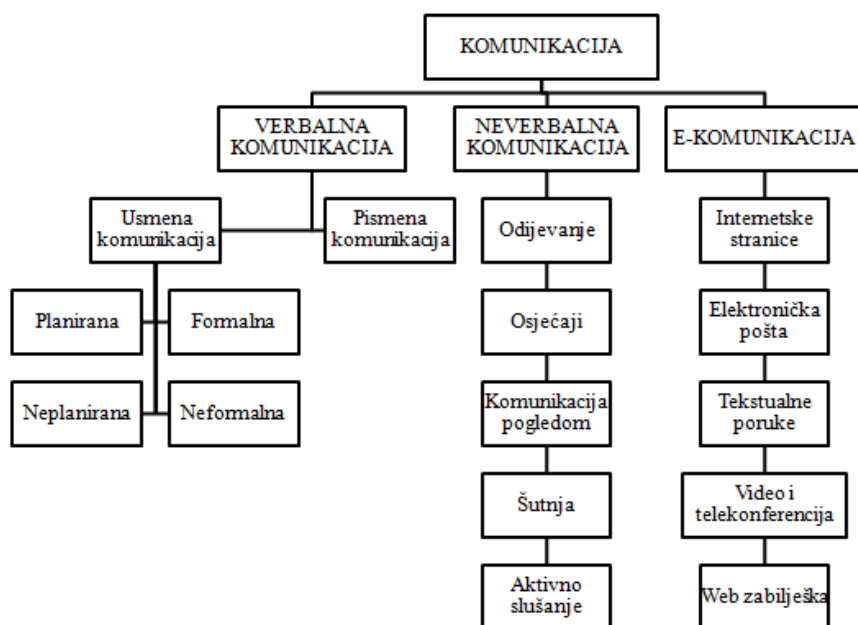 KOMUNIKACIJA
VERBALNA
KOMUNIKACIJA
NEVERBALNA
KOMUNIKACIJA
E-KOMUNIKACIJA
Usmena
komunikacija
Pismena
komunikacija
Odijevanje
Internetske
stranice
Planirana
Formalna
Osjećaji
Elektronička
pošta
Neplanirana
Neformalna
Komunikacija
pogledom
Tekstualne
poruke
Šutnja
Video i
telekonferencija
Aktivno
slušanje
Web zabilješka